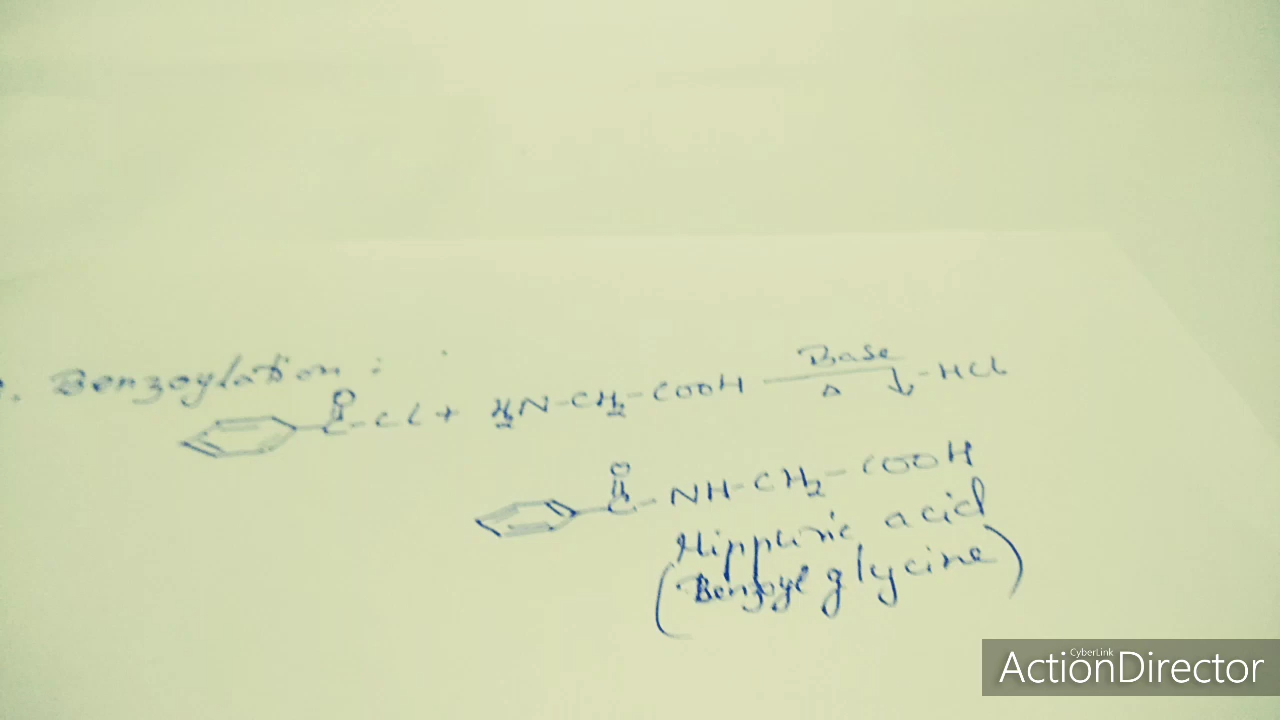 . Benzoylation :
O
C-Cl + H2N-CH2-COOH Base Δ ↓-HCl
O
C-NH-CH2-COOH
Hippuric acid
(Benzoyl glycine)
CyberLink
ActionDirector